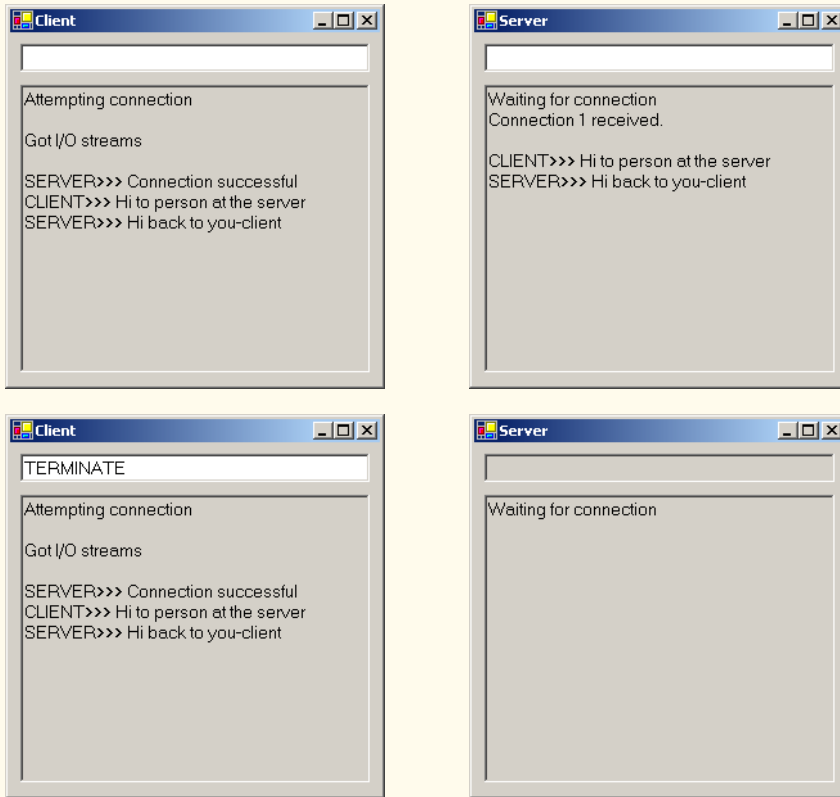 Client
Attempting connection
Got I/O streams
SERVER>>> Connection successful
CLIENT>>> Hi to person at the server
SERVER>>> Hi back to you-client
Server
Waiting for connection
Connection 1 received.
CLIENT>>> Hi to person at the server
SERVER>>> Hi back to you-client
Client
TERMINATE
Attempting connection
Got I/O streams
SERVER>>> Connection successful
CLIENT>>> Hi to person at the server
SERVER>>> Hi back to you-client
Server
Waiting for connection